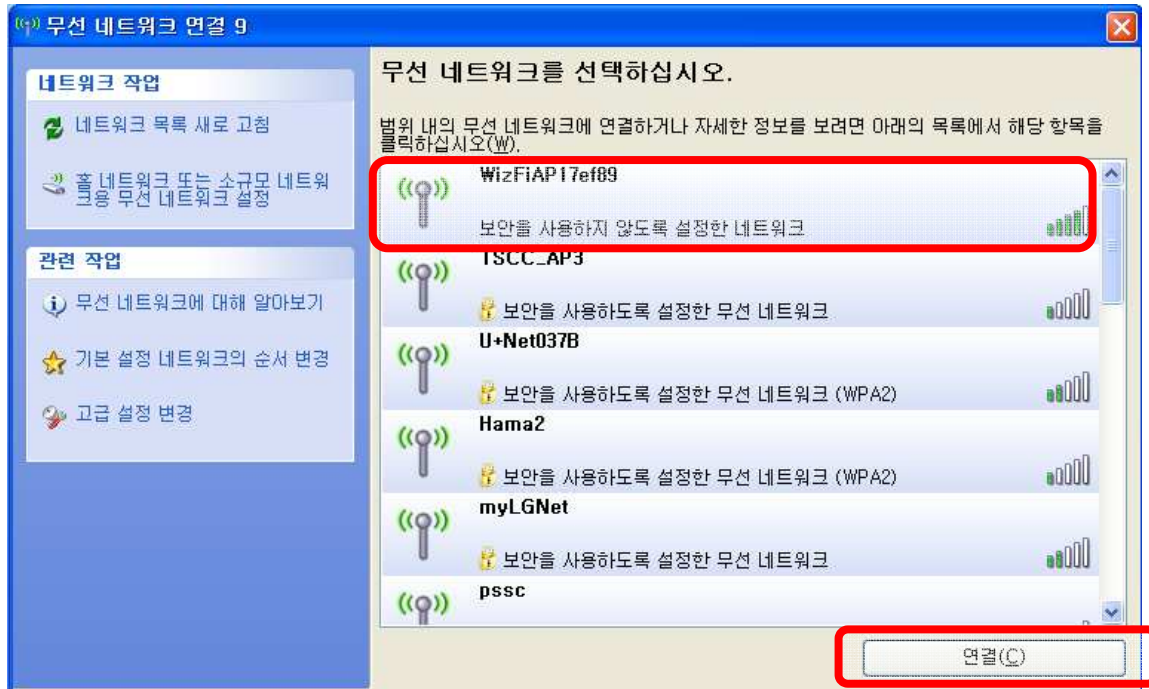 무선 네트워크 연결 9
네트워크 작업
네트워크 목록 새로 고침
홈 네트워크 또는 소규모 네트워
크용 무선 네트워크 설정
관련 작업
무선 네트워크에 대해 알아보기
기본 설정 네트워크의 순서 변경
고급 설정 변경
무선 네트워크를 선택하십시오.
범위 내의 무선 네트워크에 연결하거나 자세한 정보를 보려면 아래의 목록에서 해당 항목을
클릭하십시오(W).
WizFiAP17ef89
보안을 사용하지 않도록 설정한 네트워크
TSCC_AP3
보안을 사용하도록 설정한 무선 네트워크
U+Net037B
보안을 사용하도록 설정한 무선 네트워크 (WPA2)
Hama2
보안을 사용하도록 설정한 무선 네트워크 (WPA2)
myLGNet
보안을 사용하도록 설정한 무선 네트워크
pssc
연결(C)